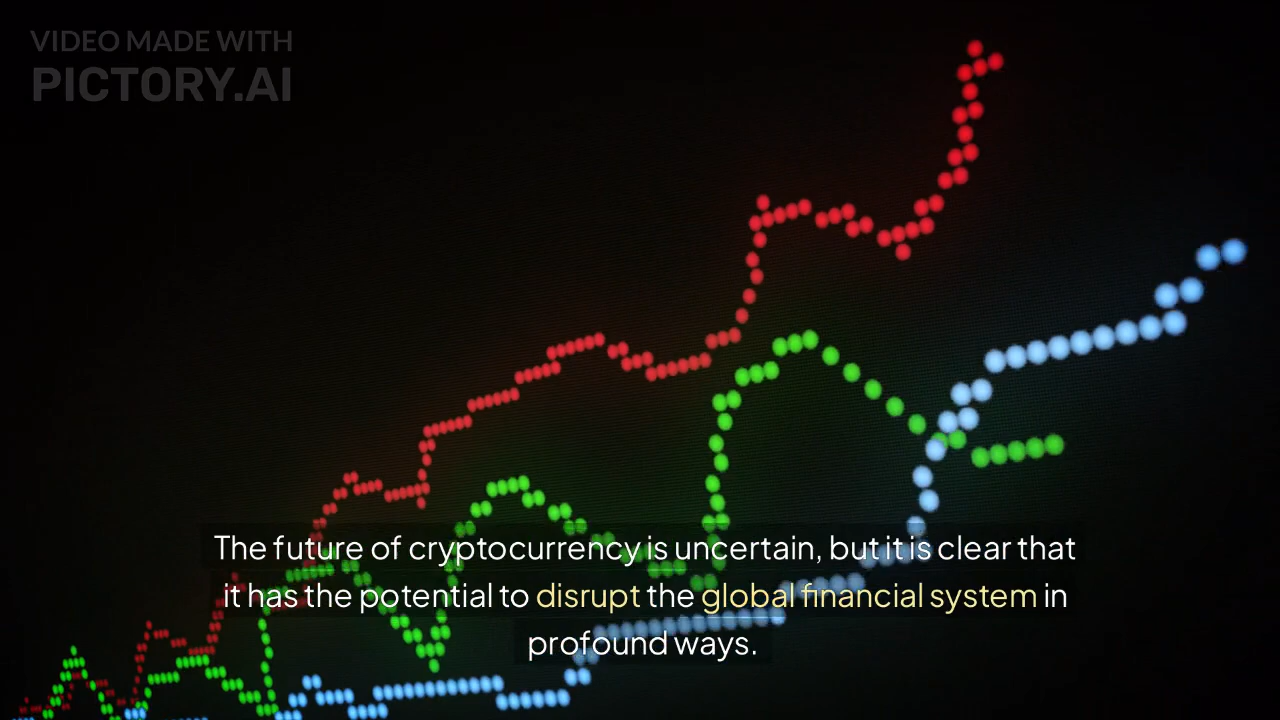 VIDEO MADE WITH
PICTORY.AI
The future of cryptocurrency is uncertain, but it is clear that
it has the potential to disrupt the global financial system in
profound ways.